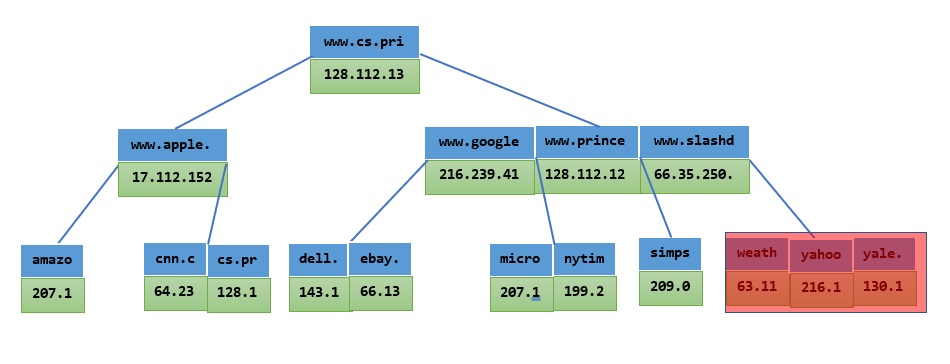 www.cs.pri
128.112.13
www.apple.
17.112.152
www.google www.prince www.slashd
216.239.41 128.112.12 66.35.250.
amazo
207.1
cnn.c cs.pr
64.23 128.1
dell. ebay.
143.1 66.13
micro nytim
207.1 199.2
simps
209.0
weath yahoo yale.
63.11 216.1 130.1